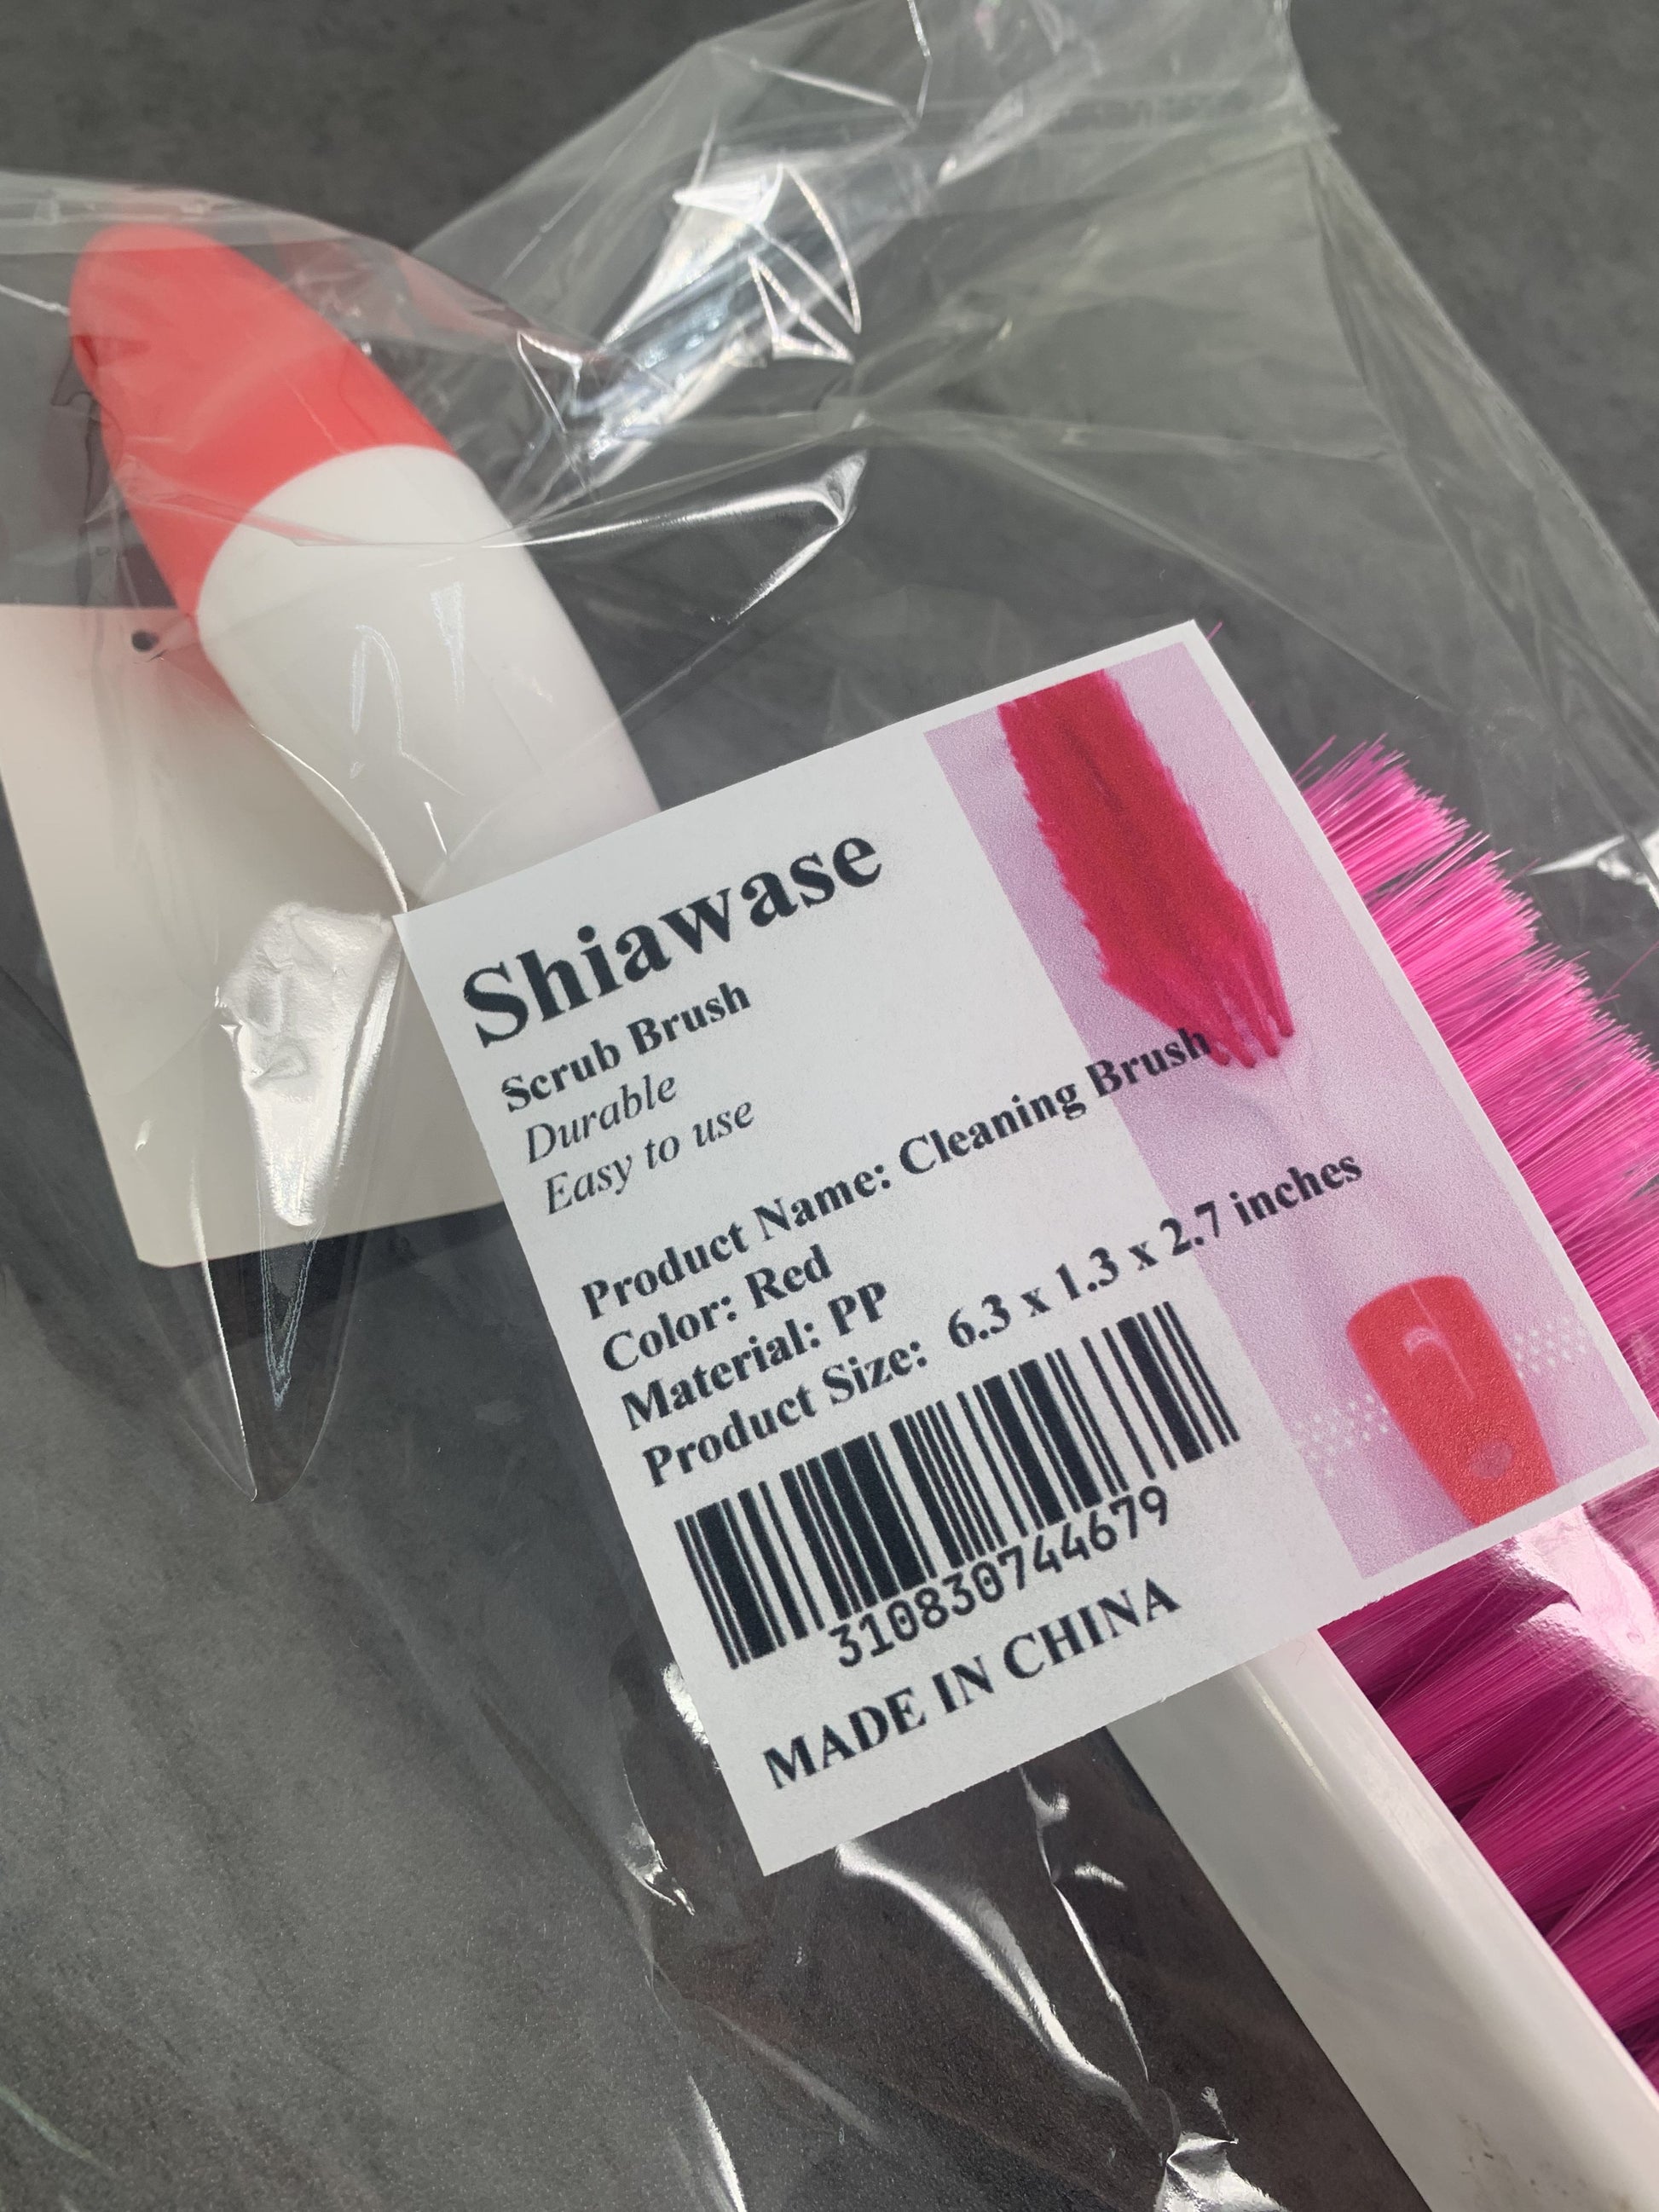 Shiawase
Scrub Brush
Durable
Easy to use
Product Name: Cleaning Brush
Color: Red
Material: PP
Product Size: 6.3 x 1.3 x 2.7 inches
310830744679
MADE IN CHINA